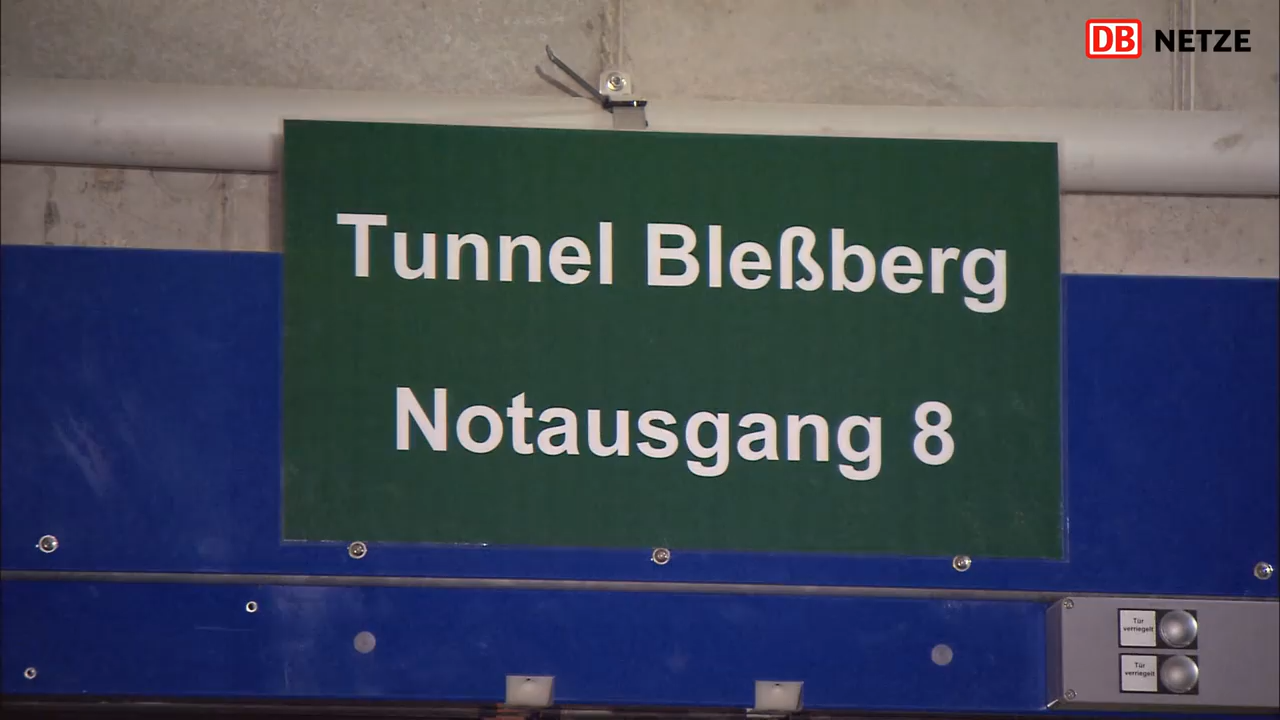 DB NETZE
Tunnel Bleßberg
Notausgang 8
Tür
verriegelt
Tür
verriegelt